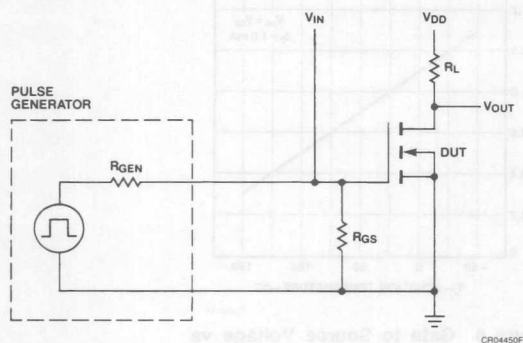 VIN
VDD
RL
PULSE
GENERATOR
VOUT
RGEN
DUT
RGS
CR04450F